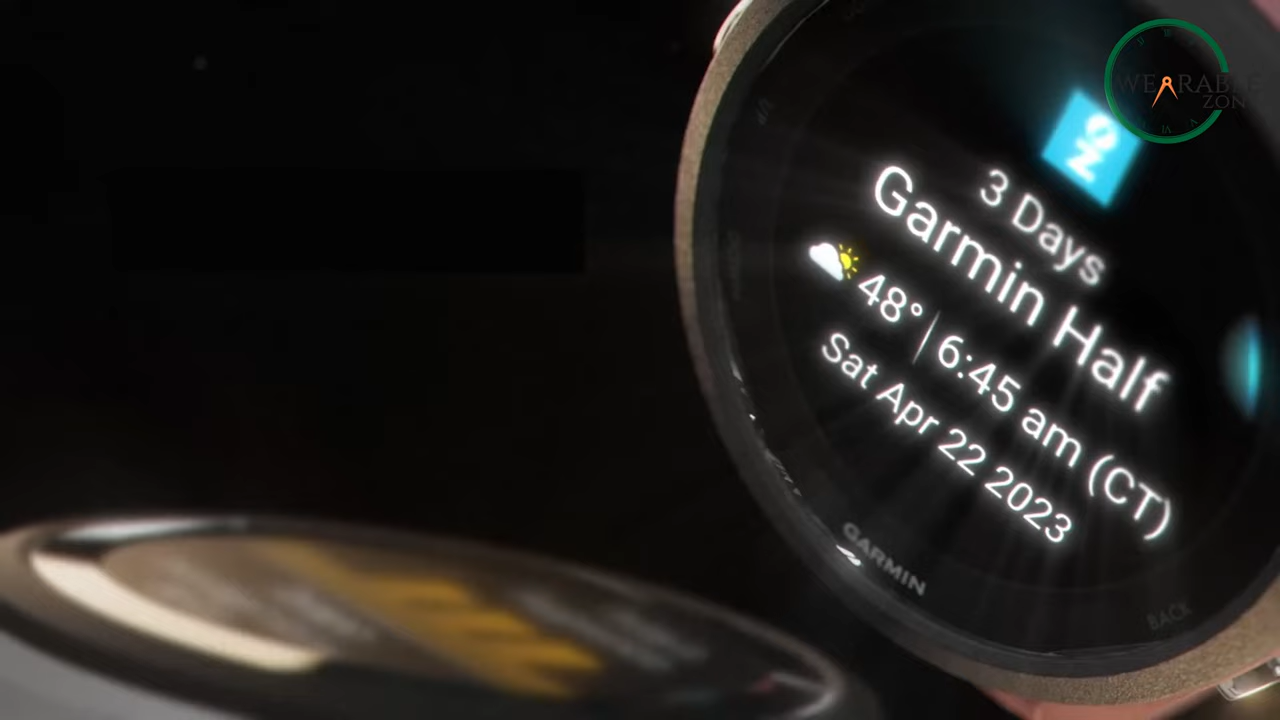 WEARABLE
ZONE
3 Days
Garmin Half
48° | 6:45 am (CT)
Sat Apr 22 2023
GARMIN
BACK